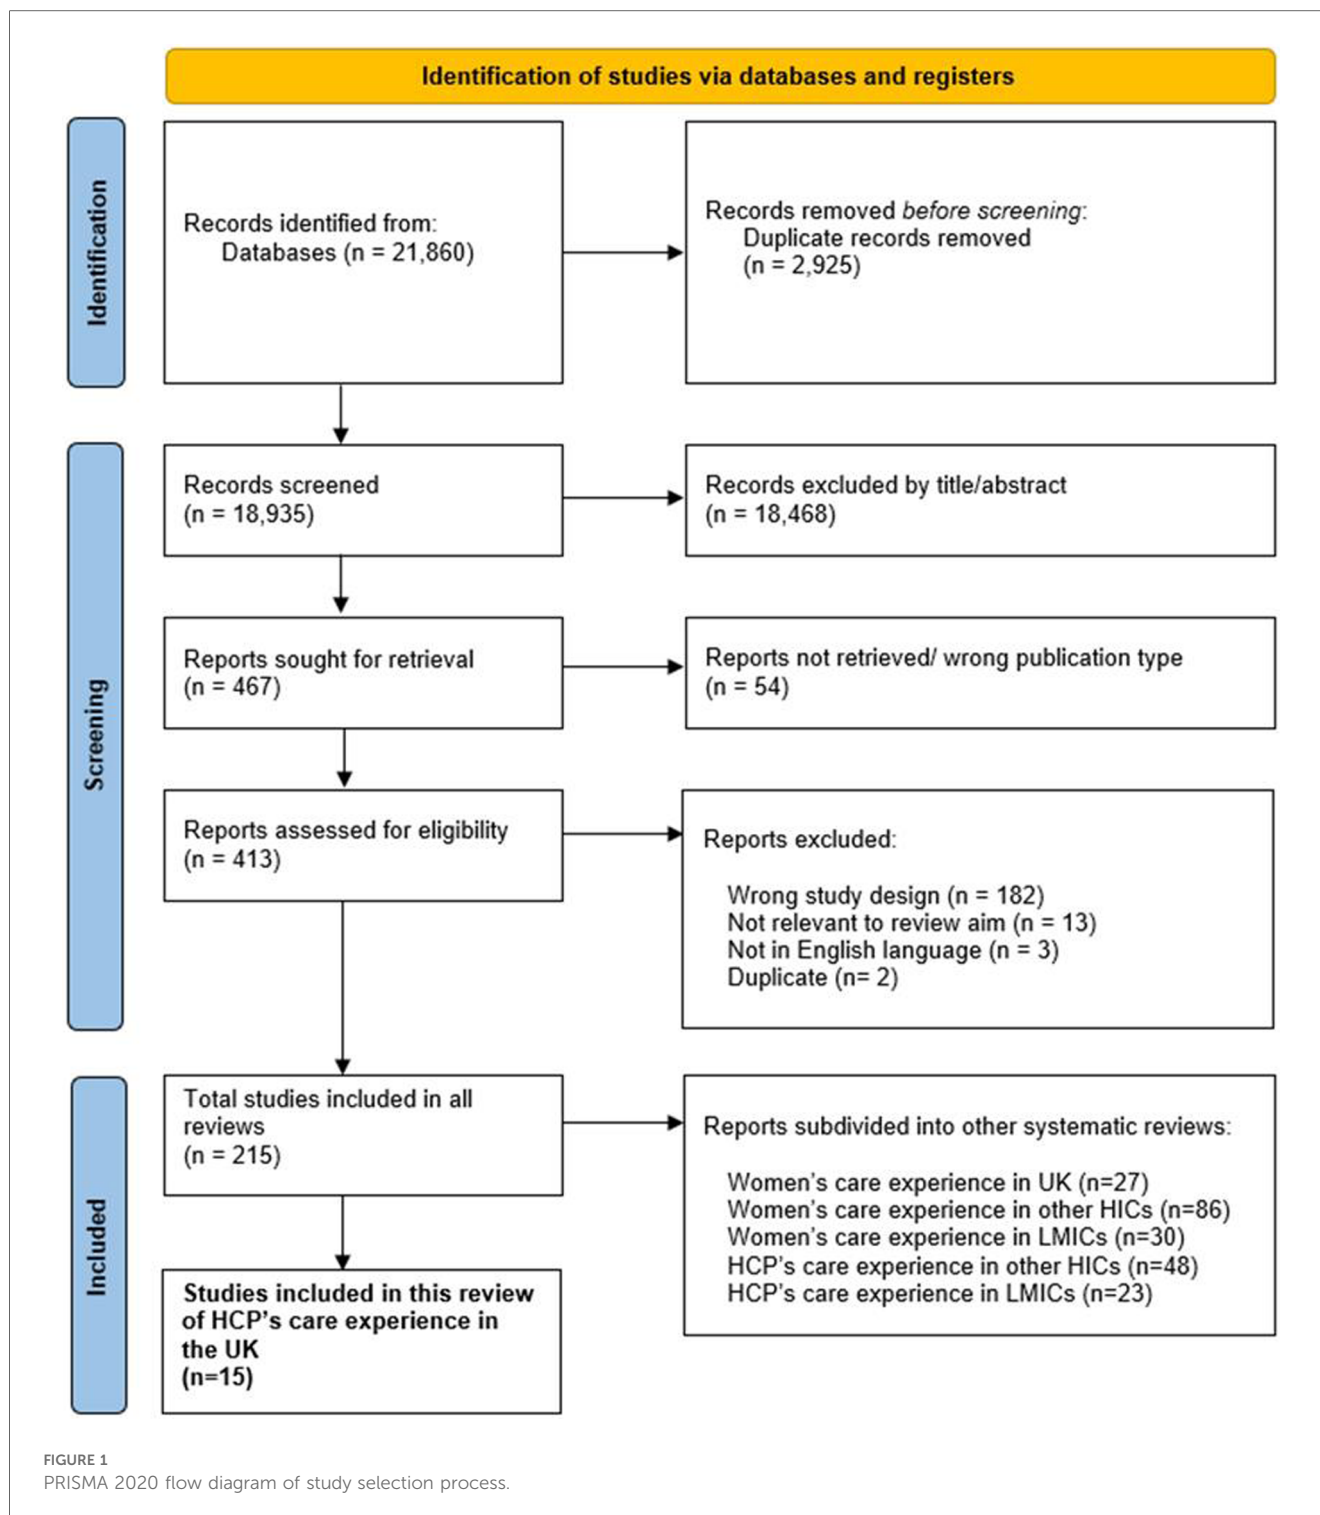 Identification of studies via databases and registers
Identification
Records identified from:
Databases (n = 21,860)
Records removed before screening:
Duplicate records removed
(n = 2,925)
Screening
Records screened
(n = 18,935)
Records excluded by title/abstract
(n = 18,468)
Reports sought for retrieval
(n = 467)
Reports not retrieved/ wrong publication type
(n = 54)
Reports assessed for eligibility
(n = 413)
Reports excluded:
Wrong study design (n = 182)
Not relevant to review aim (n = 13)
Not in English language (n = 3)
Duplicate (n= 2)
Included
Total studies included in all
reviews
(n = 215)
Reports subdivided into other systematic reviews:
Women's care experience in UK (n=27)
Women's care experience in other HICs (n=86)
Women's care experience in LMICs (n=30)
HCP's care experience in other HICs (n=48)
HCP's care experience in LMICs (n=23)
Studies included in this review
of HCP's care experience in
the UK
(n=15)
FIGURE 1
PRISMA 2020 flow diagram of study selection process.